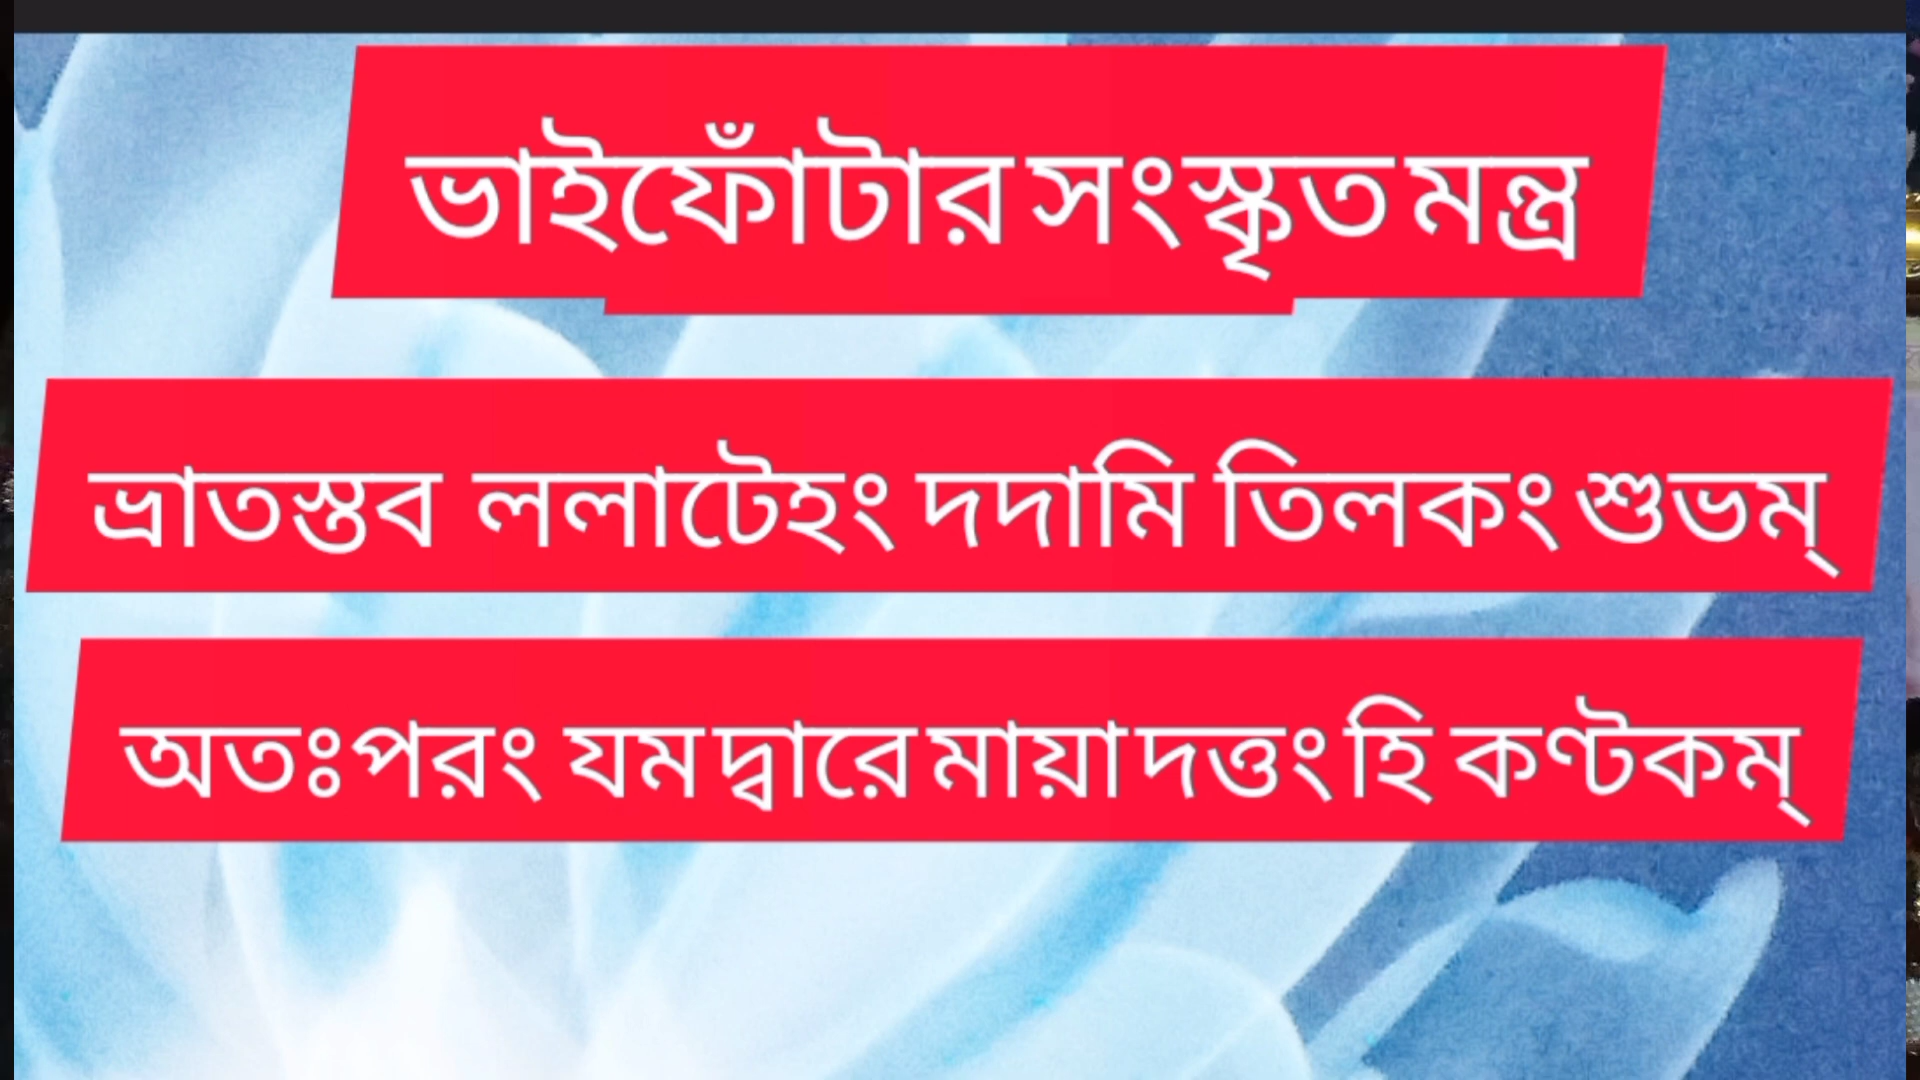 ভাইফোঁটার সংস্কৃত মন্ত্র
ভ্রাতস্তব ললাটেহং দদামি তিলকং শুভম্
অতঃপরং যম দ্বারে মায়া দত্তং হি কণ্টকম্